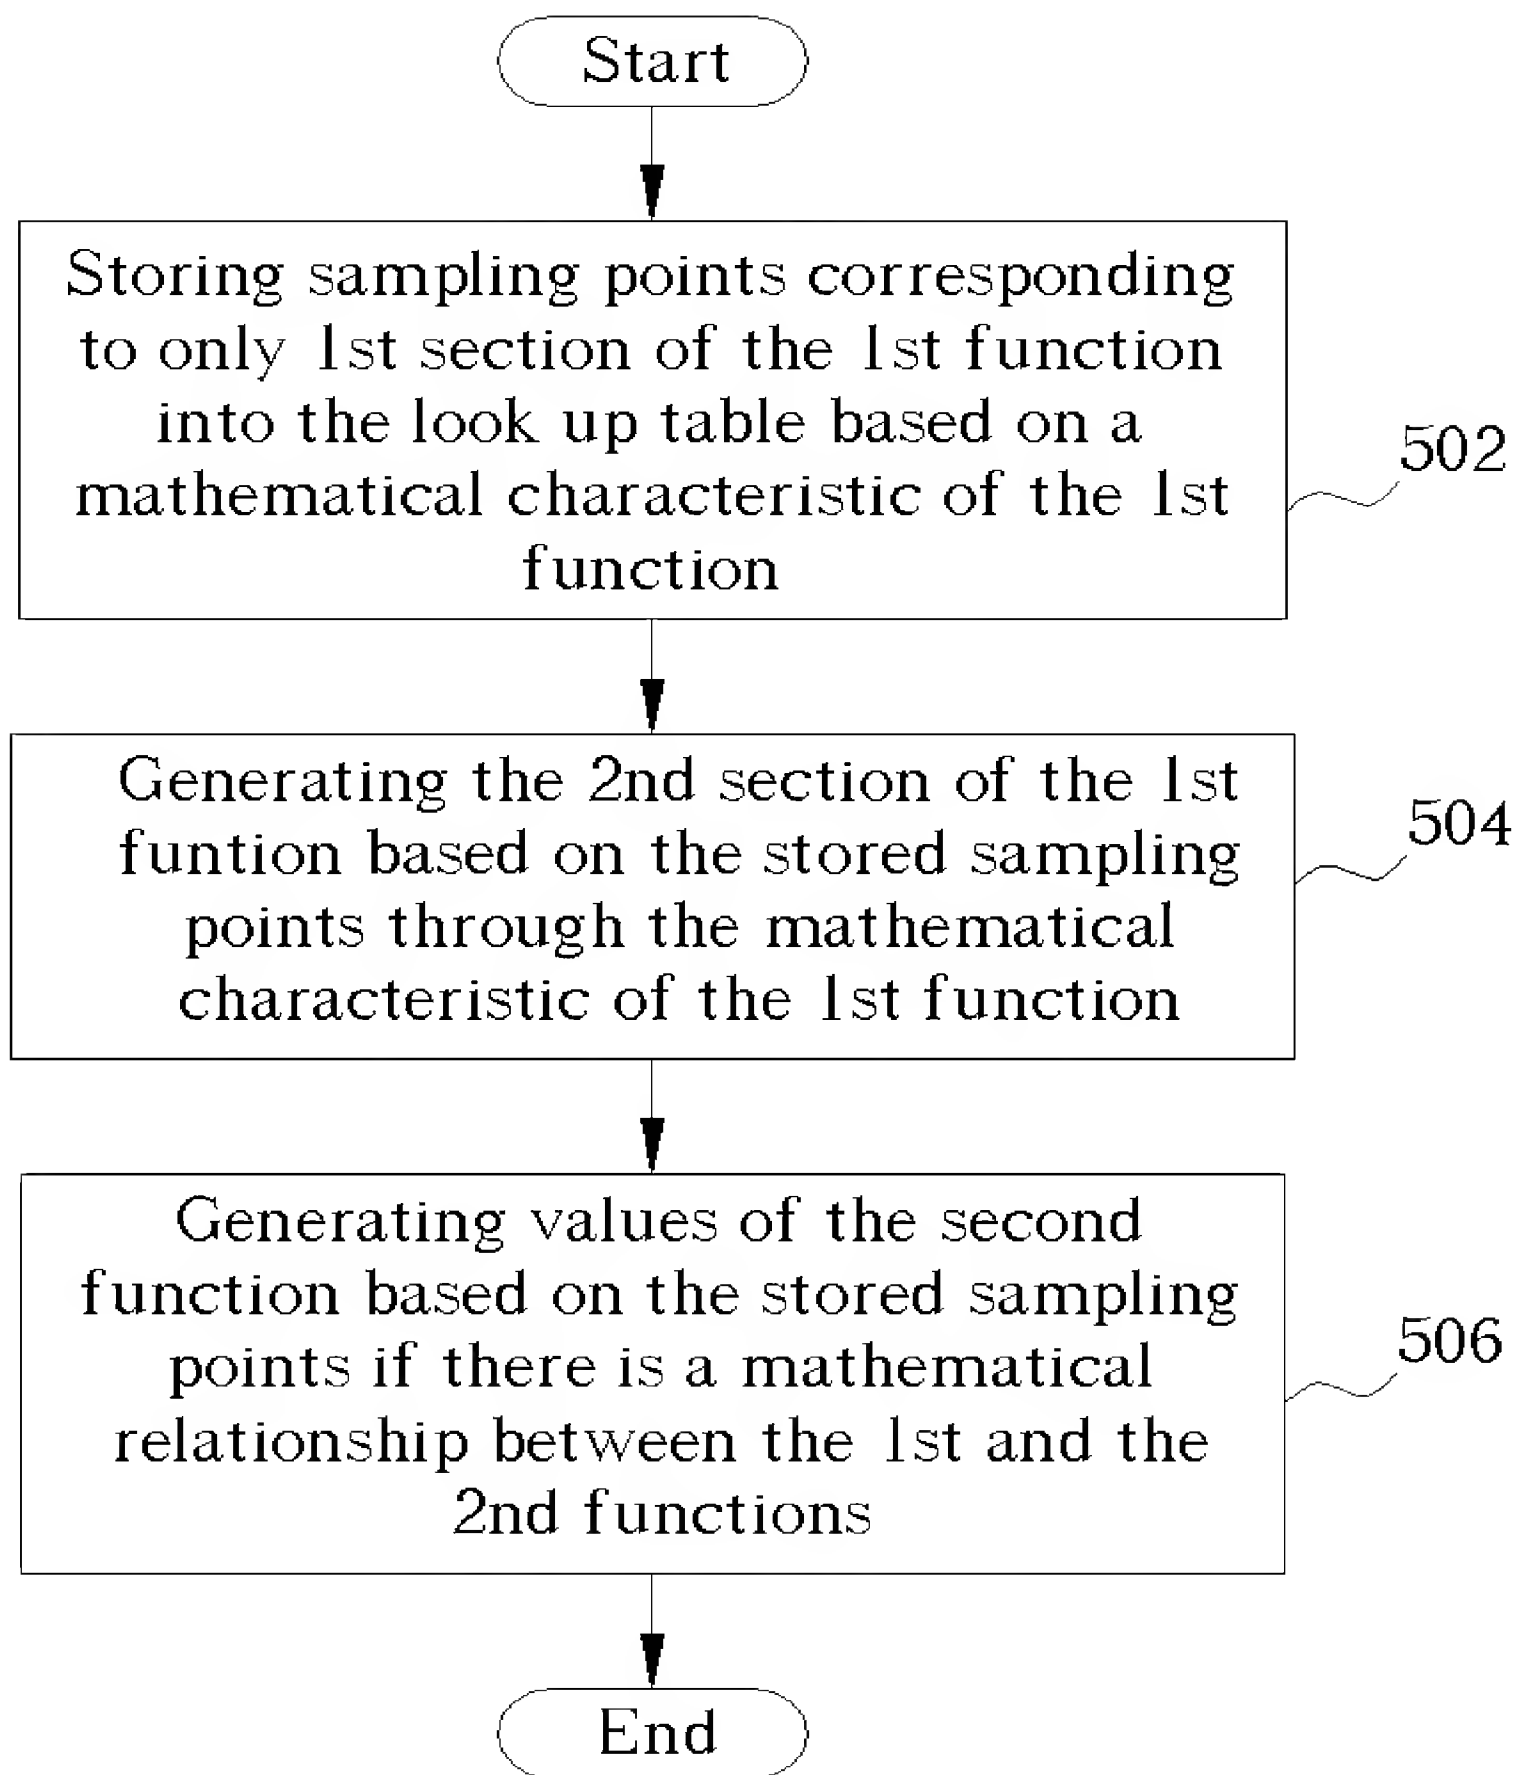 Start
Storing sampling points corresponding
to only 1st section of the 1st function
into the look up table based on a
mathematical characteristic of the 1st
function
502
Generating the 2nd section of the 1st
funtion based on the stored sampling
points through the mathematical
characteristic of the 1st function
504
Generating values of the second
function based on the stored sampling
points if there is a mathematical
relationship between the 1st and the
2nd functions
506
End